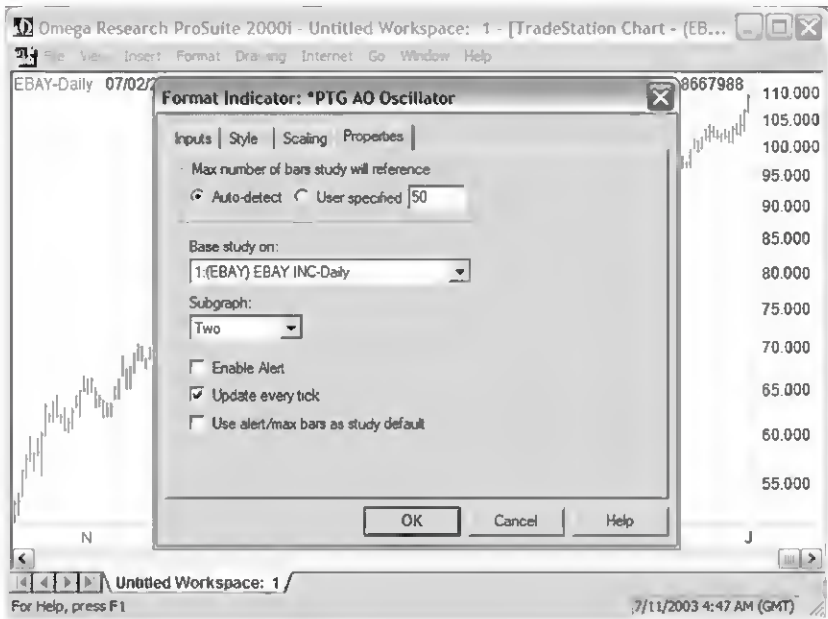 Omega Research ProSuite 2000i - Untitled Workspace: 1 - [TradeStation Chart - (EB...
File View Insert Format Drawing Internet Go Window Help
EBAY-Daily 07/02/2
8667988
Format Indicator: *PTG AO Oscillator
Inputs Style Scaling Properties
Max number of bars study will reference
Auto-detect User specified 50
Base study on:
1:(EBAY) EBAY INC-Daily
Subgraph:
Two
Enable Alert
Update every tick
Use alert/max bars as study default
OK Cancel Help
110.000
105.000
100.000
95.000
90.000
85.000
80.000
75.000
70.000
65.000
60.000
55.000
N J
Untitled Workspace: 1
For Help, press F1 7/11/2003 4:47 AM (GMT)